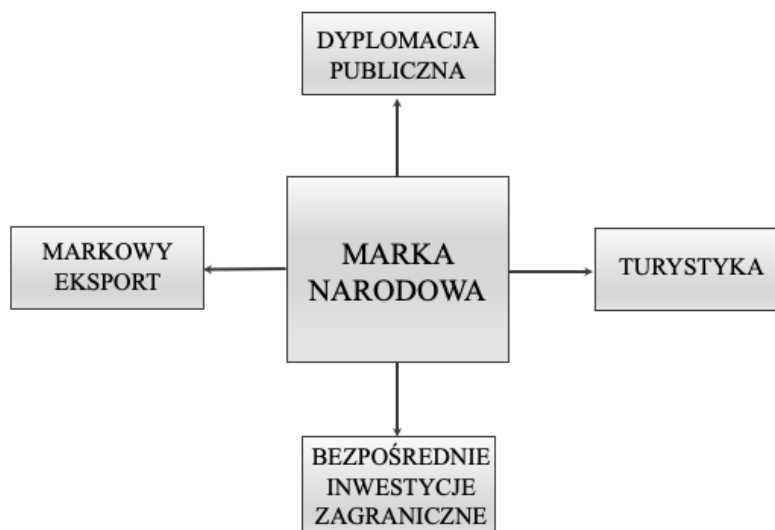 DYPLOMACJA
PUBLICZNA
MARKOWY
EKSPORT
MARKA
NARODOWA
TURYSTYKA
BEZPOŚREDNIE
INWESTYCJE
ZAGRANICZNE